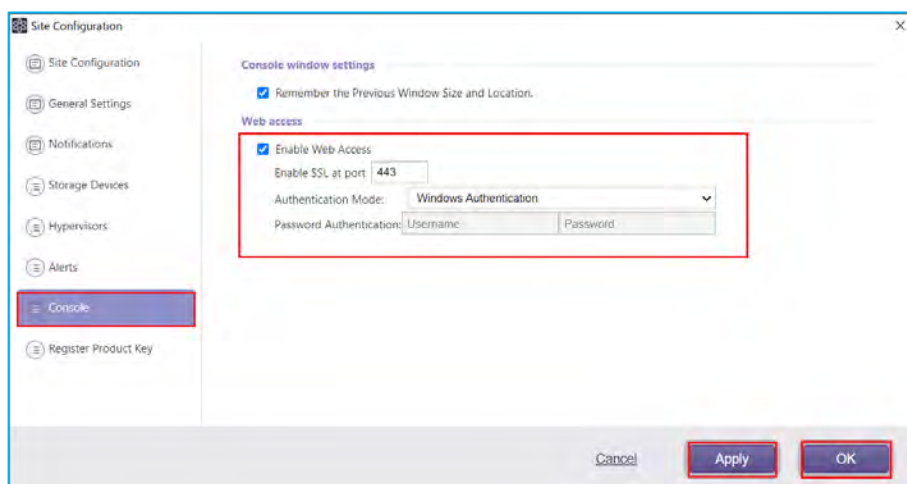 Site Configuration
Site Configuration
General Settings
Notifications
Storage Devices
Hypervisors
Alerts
Console
Register Product Key
Console window settings
Remember the Previous Window Size and Location.
Web access
Enable Web Access
Enable SSL at port 443
Authentication Mode: Windows Authentication
Password Authentication: Username Password
Cancel Apply OK